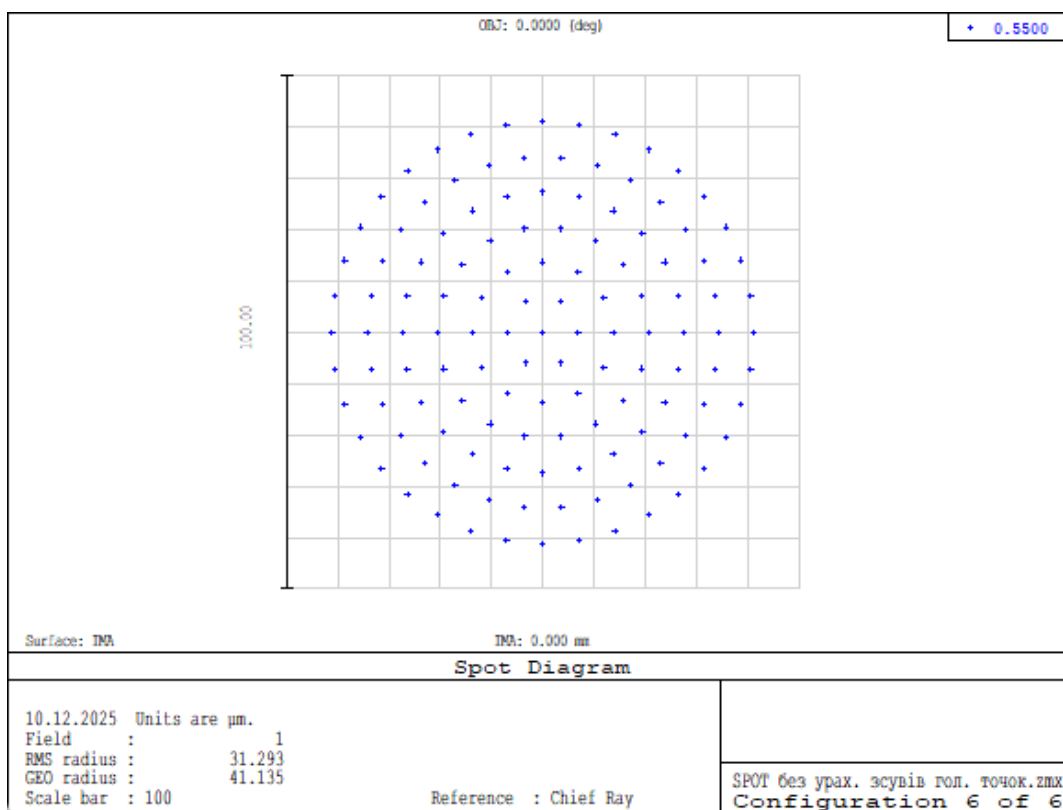 OBJ: 0.0000 (deg)
+ 0.5500
100.00
Surface: IMA
IMA: 0.000 mm
Spot Diagram
10.12.2025 Units are µm.
Field : 1
RMS radius : 31.293
GEO radius : 41.135
Scale bar : 100 Reference : Chief Ray
SPOT без урах. зсувів гол. точок.zmx
Configuration 6 of 6